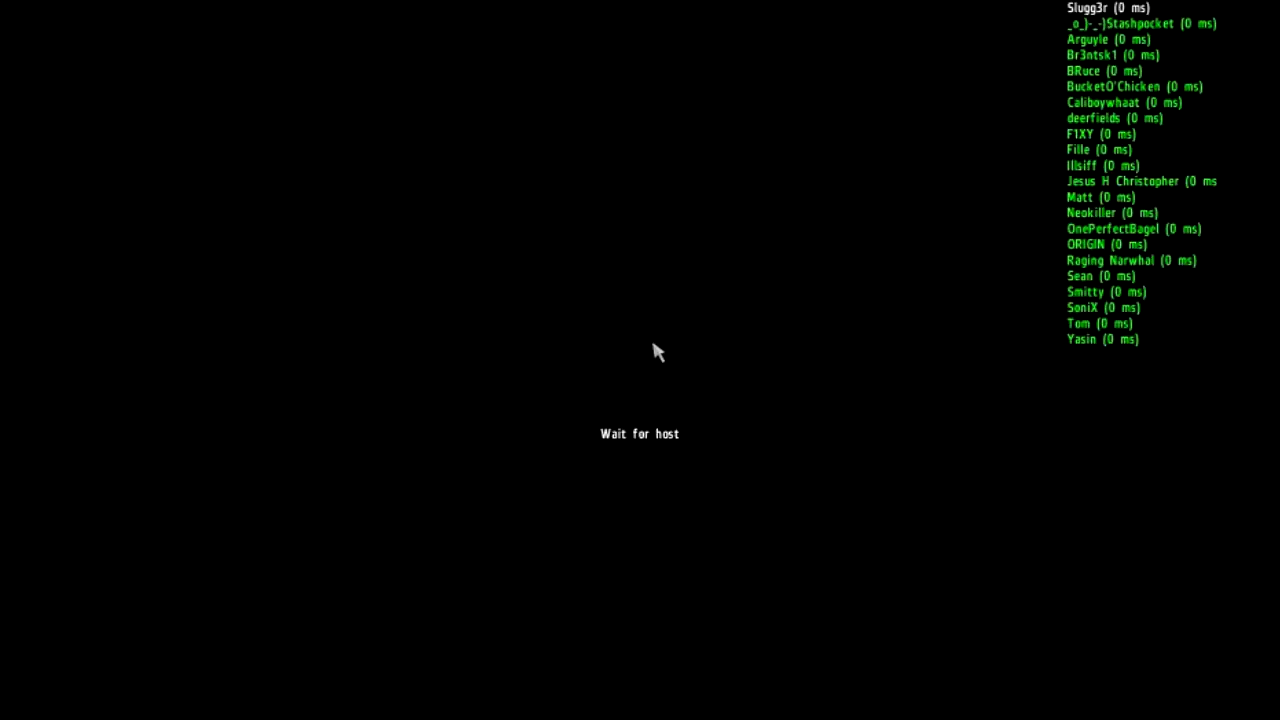 Slugg3r (0 ms)
_o_)-_-)Stashpocket (0 ms)
Arguyle (0 ms)
Br3ntsk1 (0 ms)
BRuce (0 ms)
BucketO'Chicken (0 ms)
Caliboywhaat (0 ms)
deerfields (0 ms)
F1XY (0 ms)
Fille (0 ms)
Illsiff (0 ms)
Jesus H Christopher (0 ms
Matt (0 ms)
Neokiller (0 ms)
OnePerfectBagel (0 ms)
ORIGIN (0 ms)
Raging Narwhal (0 ms)
Sean (0 ms)
Smitty (0 ms)
SoniX (0 ms)
Tom (0 ms)
Yasin (0 ms)
Wait for host